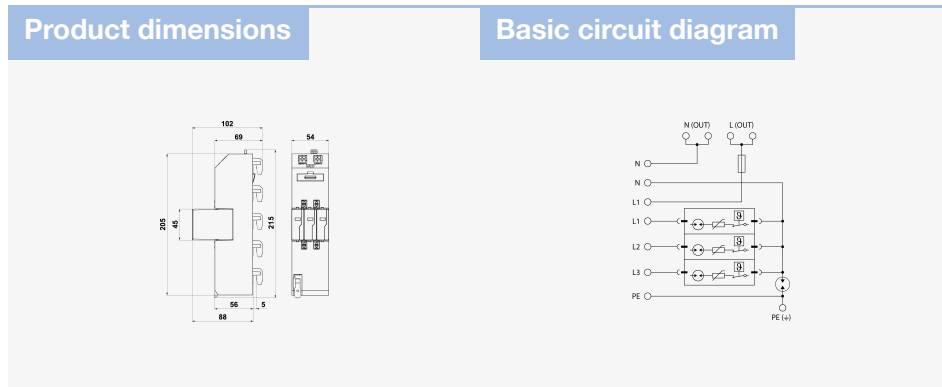 Product dimensions
Basic circuit diagram
102
69
54
205
45
215
56
5
88
N (OUT)
L (OUT)
N
N
L1
L1
ϑ
L2
ϑ
L3
ϑ
PE
PE (⏚)